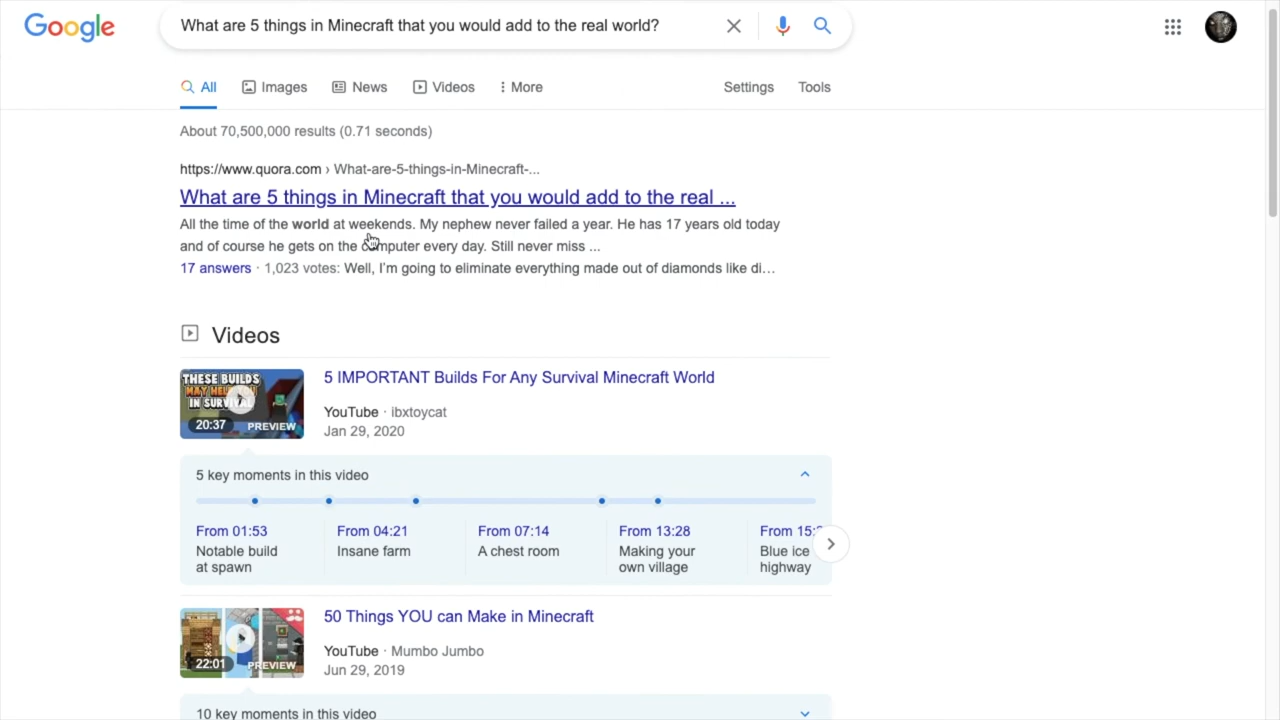 Google
What are 5 things in Minecraft that you would add to the real world?
All
Images
News
Videos
More
Settings
Tools
About 70,500,000 results (0.71 seconds)
https://www.quora.com › What-are-5-things-in-Minecraft-...
What are 5 things in Minecraft that you would add to the real ...
All the time of the world at weekends. My nephew never failed a year. He has 17 years old today
and of course he gets on the computer every day. Still never miss ...
17 answers · 1,023 votes: Well, I'm going to eliminate everything made out of diamonds like di...
Videos
THESE BUILDS
MAY HELP YOU
IN SURVIVAL
20:37
PREVIEW
5 IMPORTANT Builds For Any Survival Minecraft World
YouTube · ibxtoycat
Jan 29, 2020
5 key moments in this video
From 01:53
Notable build
at spawn
From 04:21
Insane farm
From 07:14
A chest room
From 13:28
Making your
own village
From 15:
Blue ice
highway
22:01
PREVIEW
50 Things YOU can Make in Minecraft
YouTube · Mumbo Jumbo
Jun 29, 2019
10 key moments in this video